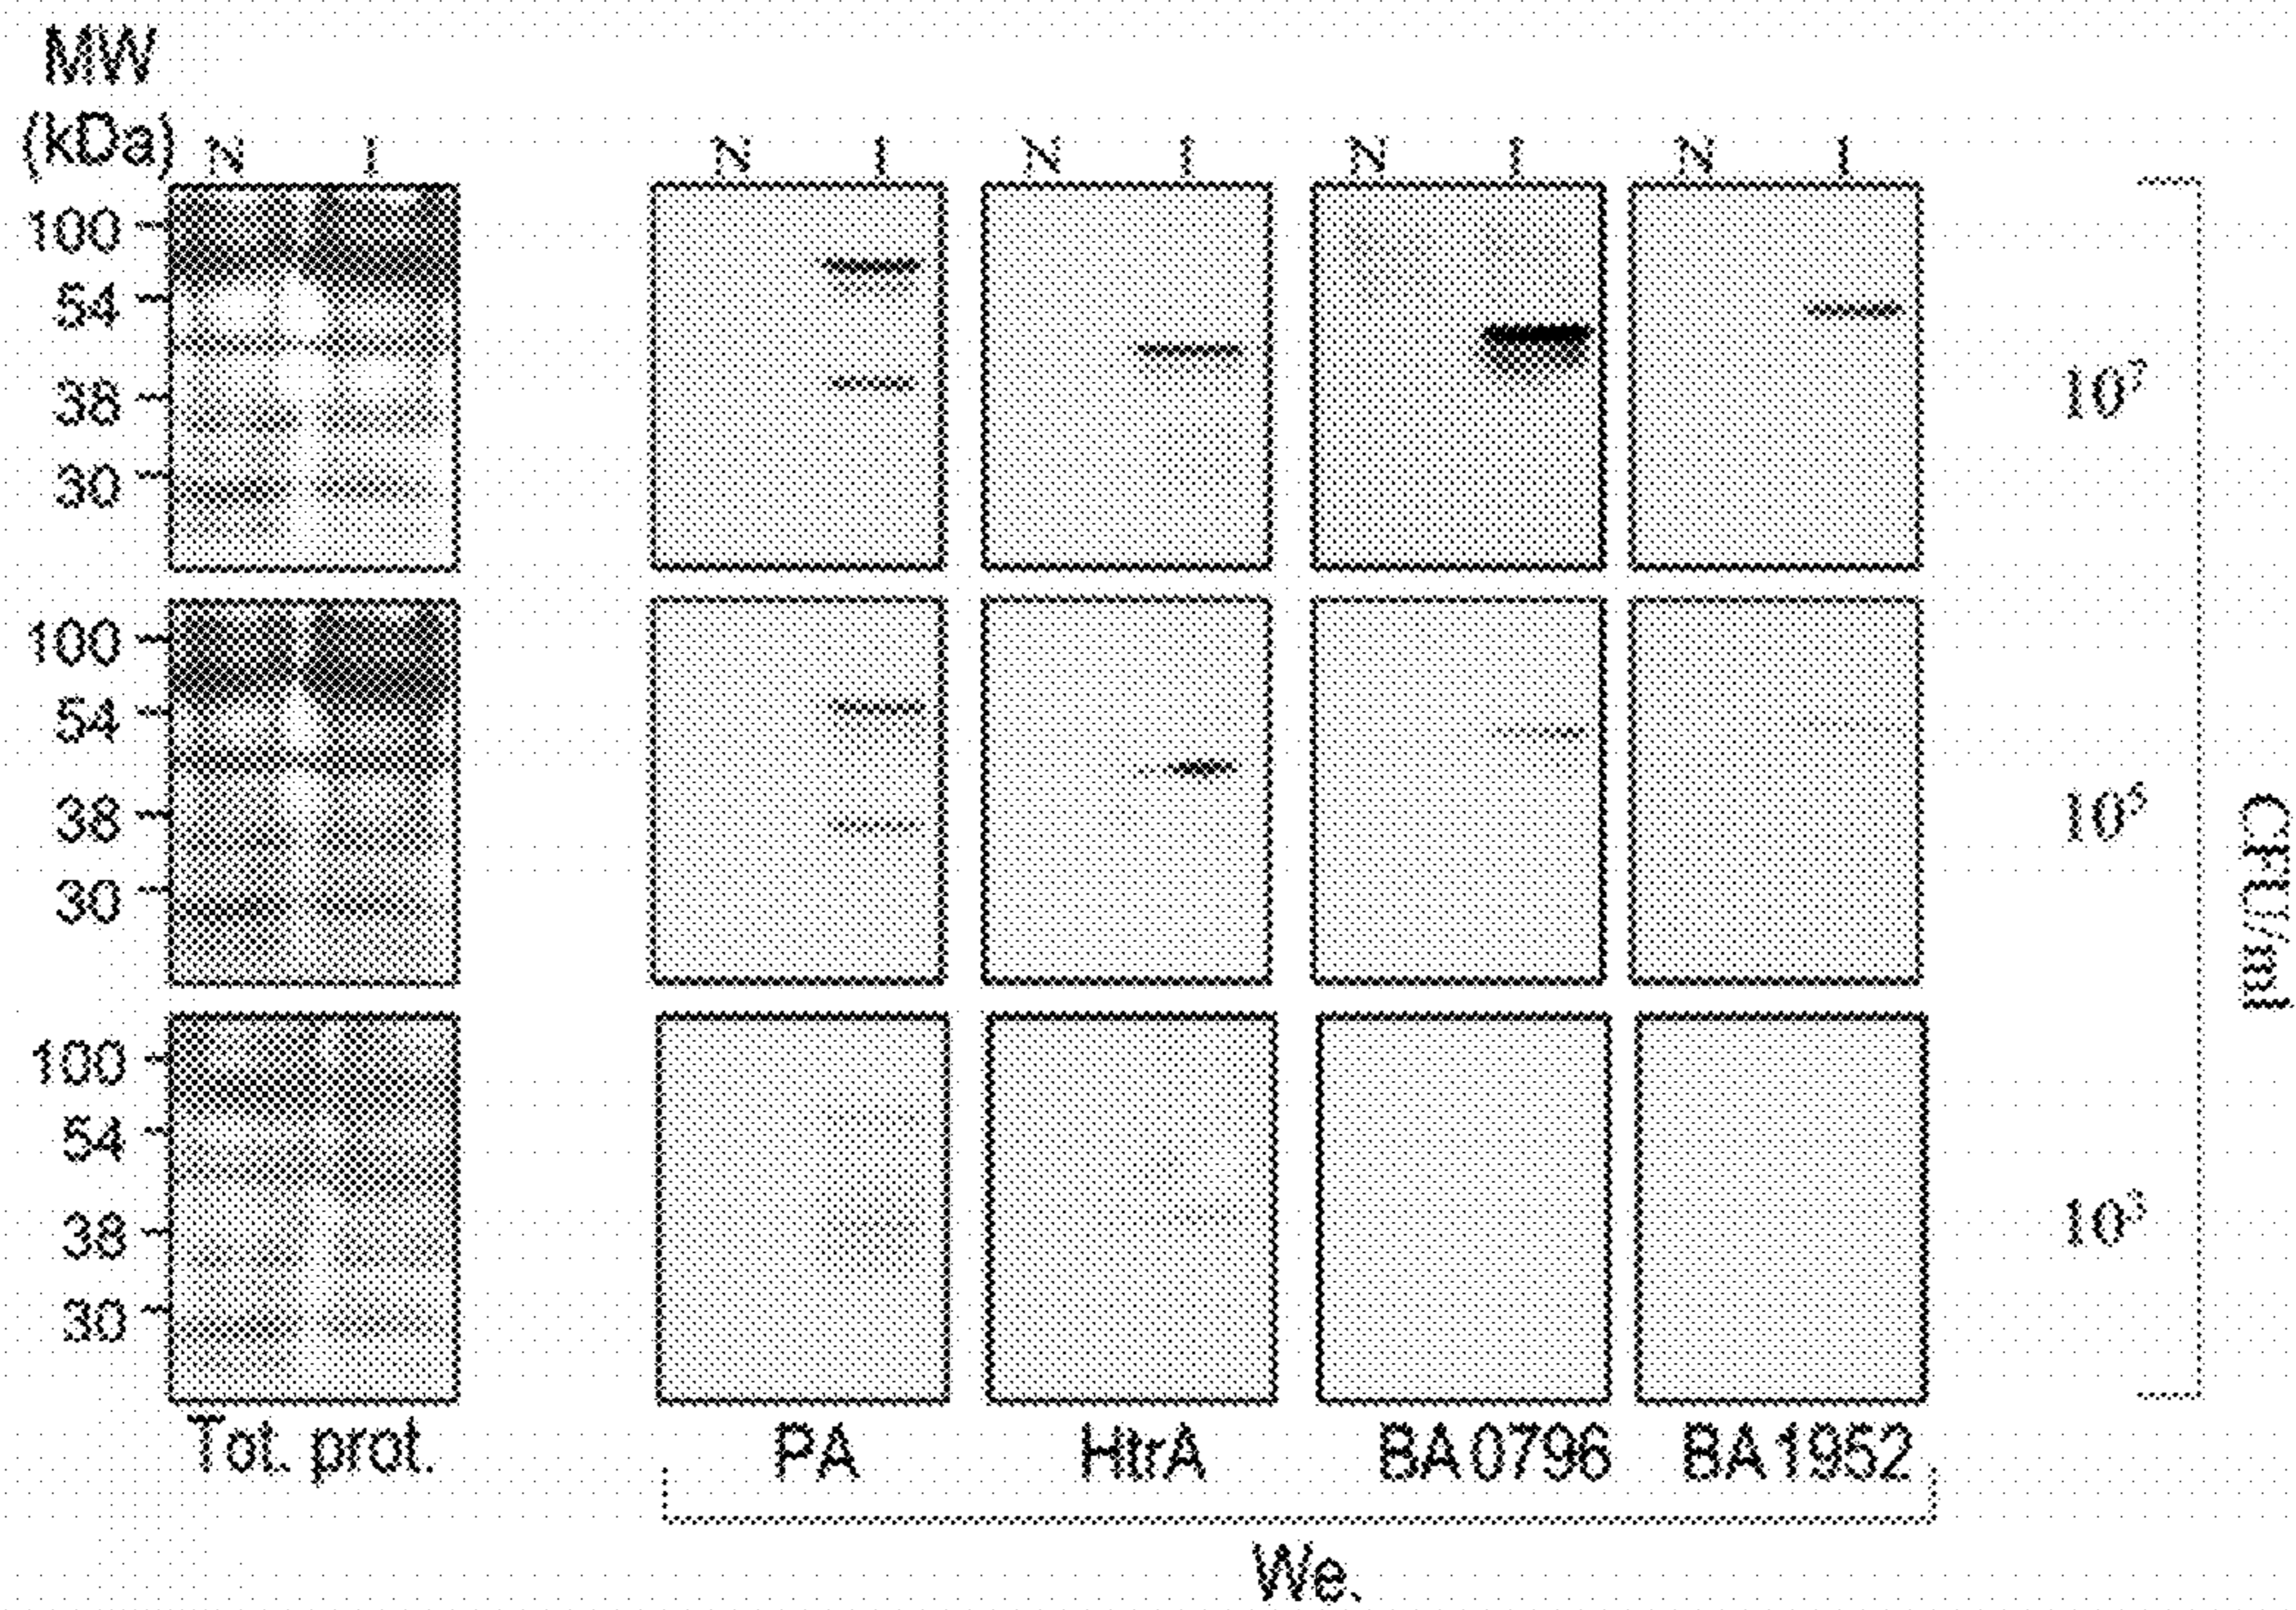 MW
(kDa)
N I N I N I N I N I
100
54
38
30
10⁷
100
54
38
30
10⁵
100
54
38
30
10³
CFU/ml
Tot. prot. PA HtrA BA0796 BA1952
We.